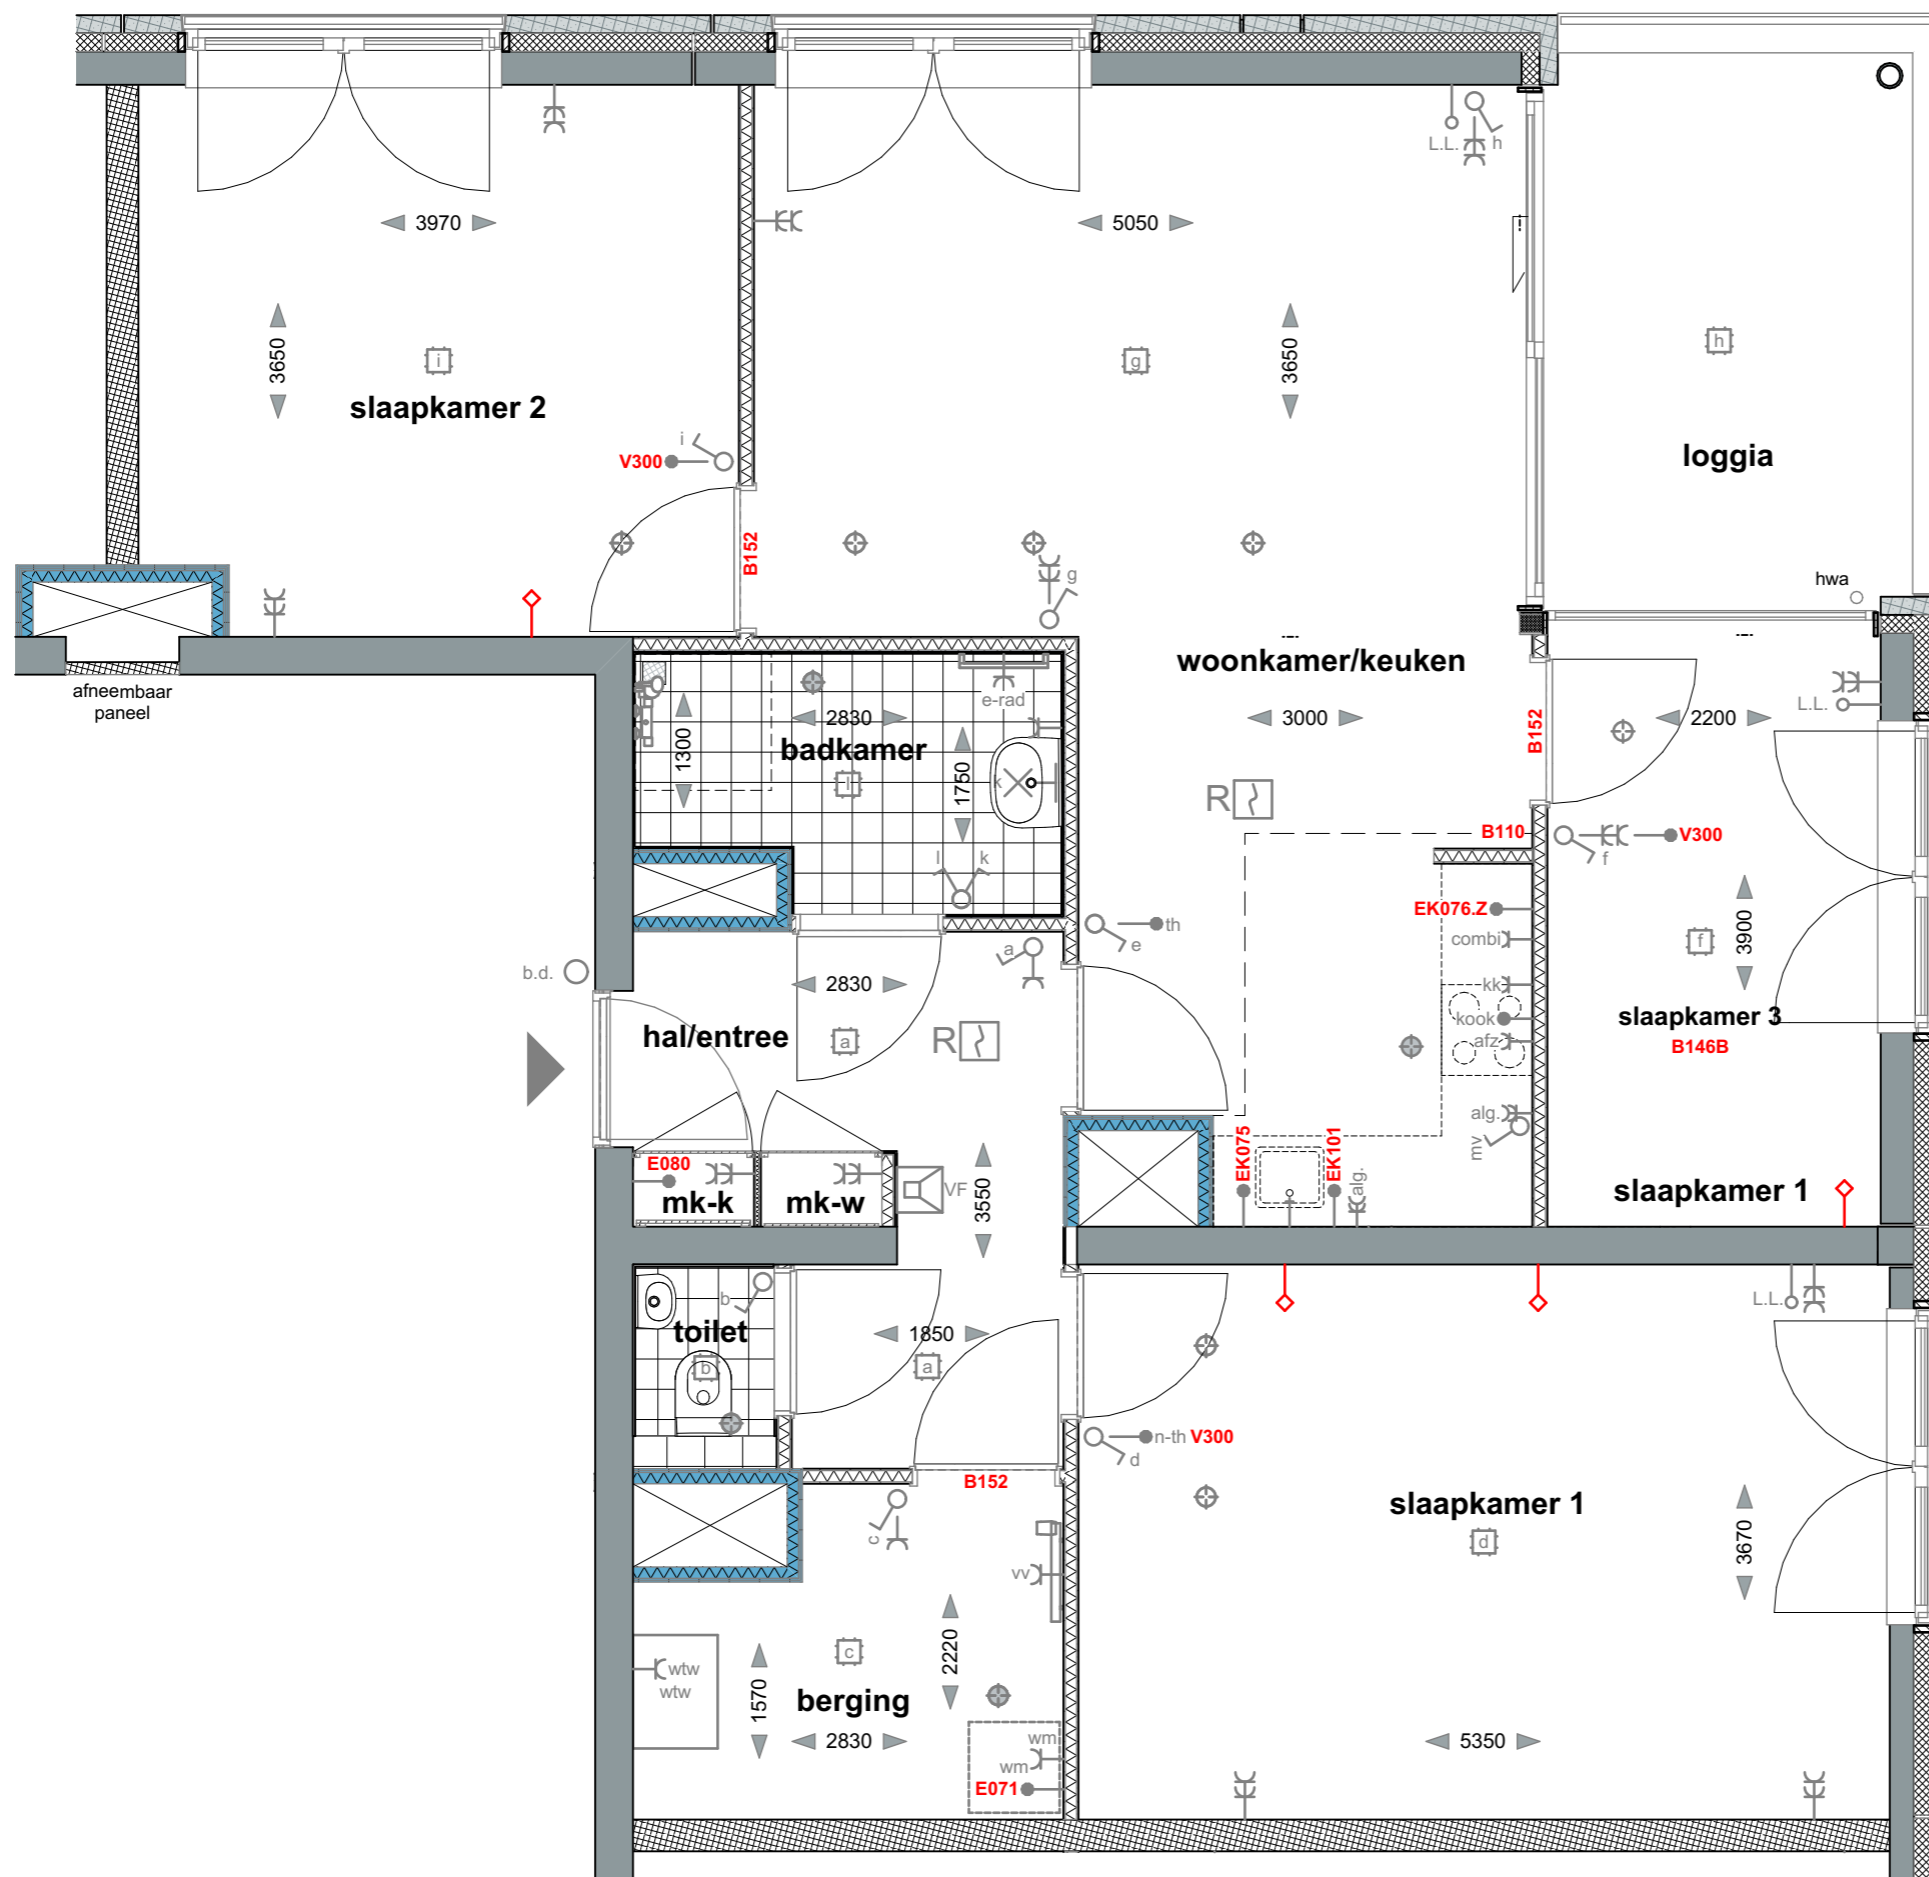 L.L.
h
3970
5050
3650
i
slaapkamer 2
g
3650
h
loggia
i
V300
B152
g
hwa
afneembaar
paneel
woonkamer/keuken
e-rad
1300
2830
badkamer
l
1750
k
3000
B152
2200
L.L.
R
B110
f
V300
l
k
EK076.Z
combi
f
3900
b.d.
a
e
th
2830
kk
kook
afz
slaapkamer 3
B146B
hal/entree
a
R
alg.
mv
E080
mk-k
mk-w
VF
3550
EK075
EK101
alg.
slaapkamer 1
b
toilet
b
1850
a
L.L.
n-th
V300
d
B152
c
slaapkamer 1
d
3670
vv
wtw
wtw
c
2220
1570
berging
2830
wm
wm
E071
5350